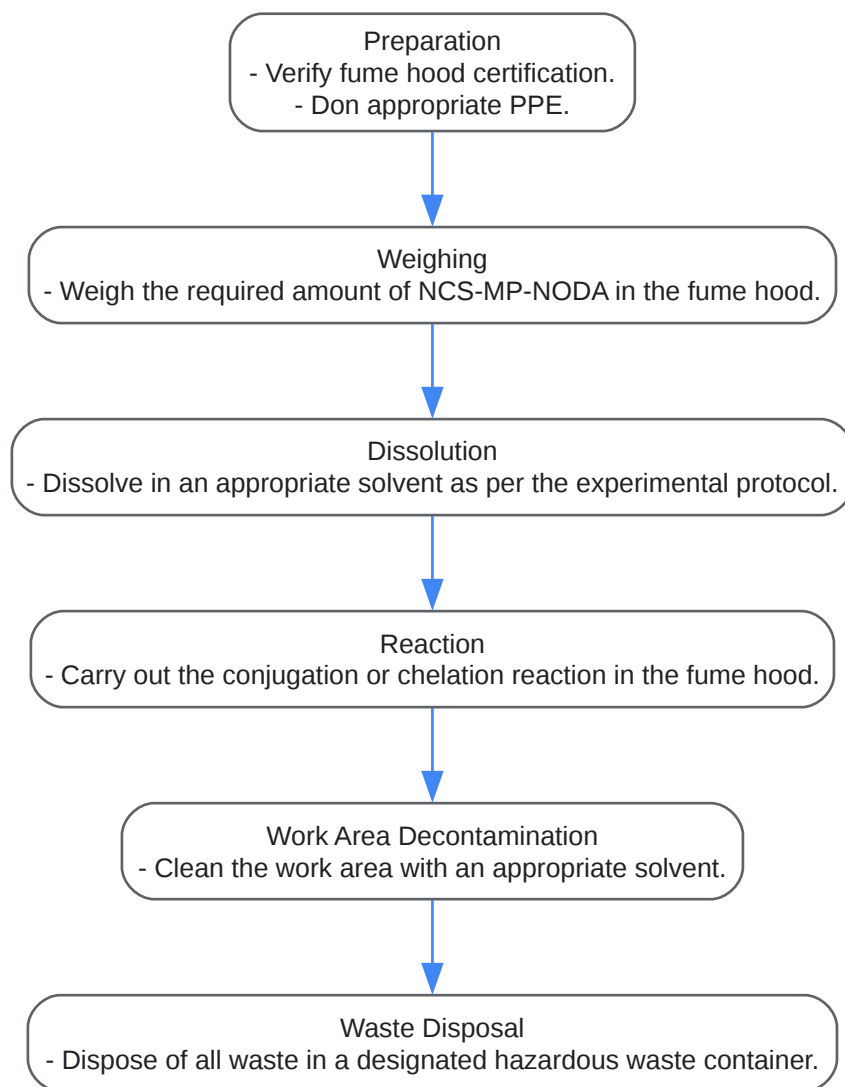 Preparation
- Verify fume hood certification.
- Don appropriate PPE.
Weighing
- Weigh the required amount of NCS-MP-NODA in the fume hood.
Dissolution
- Dissolve in an appropriate solvent as per the experimental protocol.
Reaction
- Carry out the conjugation or chelation reaction in the fume hood.
Work Area Decontamination
- Clean the work area with an appropriate solvent.
Waste Disposal
- Dispose of all waste in a designated hazardous waste container.